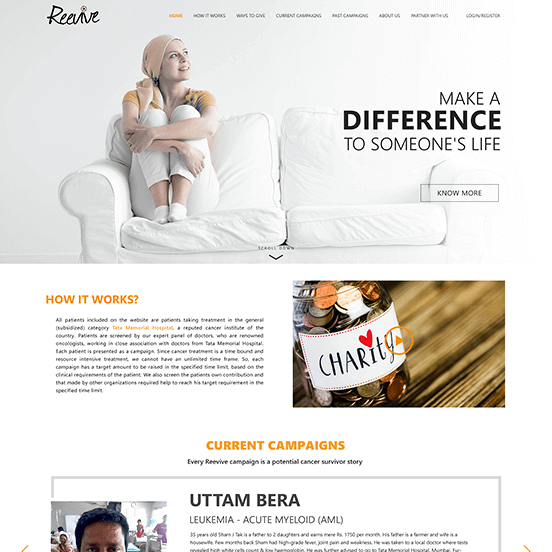 Reevive
HOME HOW IT WORKS WAYS TO GIVE CURRENT CAMPAIGNS PAST CAMPAIGNS ABOUT US PARTNER WITH US LOGIN/REGISTER
MAKE A
DIFFERENCE
TO SOMEONE'S LIFE
KNOW MORE
SCROLL DOWN
HOW IT WORKS?
All patients included on the website are patients taking treatment in the general
(subsidized) category Tata Memorial Hospital, a reputed cancer institute of the
country. Patients are screened by our expert panel of doctors, who are renowned
oncologists, working in close association with doctors from Tata Memorial Hospital.
Each patient is presented as a campaign. Since cancer treatment is a time bound and
resource intensive treatment, we cannot have an unlimited time frame. So, each
campaign has a target amount to be raised in the specified time limit, based on the
clinical requirements of the patient. We also screen the patients own contribution and
that made by other organizations required help to reach his target requirement in the
specified time limit.
CHARITY
CURRENT CAMPAIGNS
Every Reevive campaign is a potential cancer survivor story
UTTAM BERA
LEUKEMIA - ACUTE MYELOID (AML)
35 years old Sham J Tak is a father to 2 daughters and earns mere Rs. 1750 per month. His father is a farmer and wife is a
housewife. Few months back Sham had high-grade fever, joint pain and weakness. He was taken to a local doctor where tests
revealed high white cells count & low haemoglobin. He was further advised to go to Tata Memorial Hospital, Mumbai. Fur-